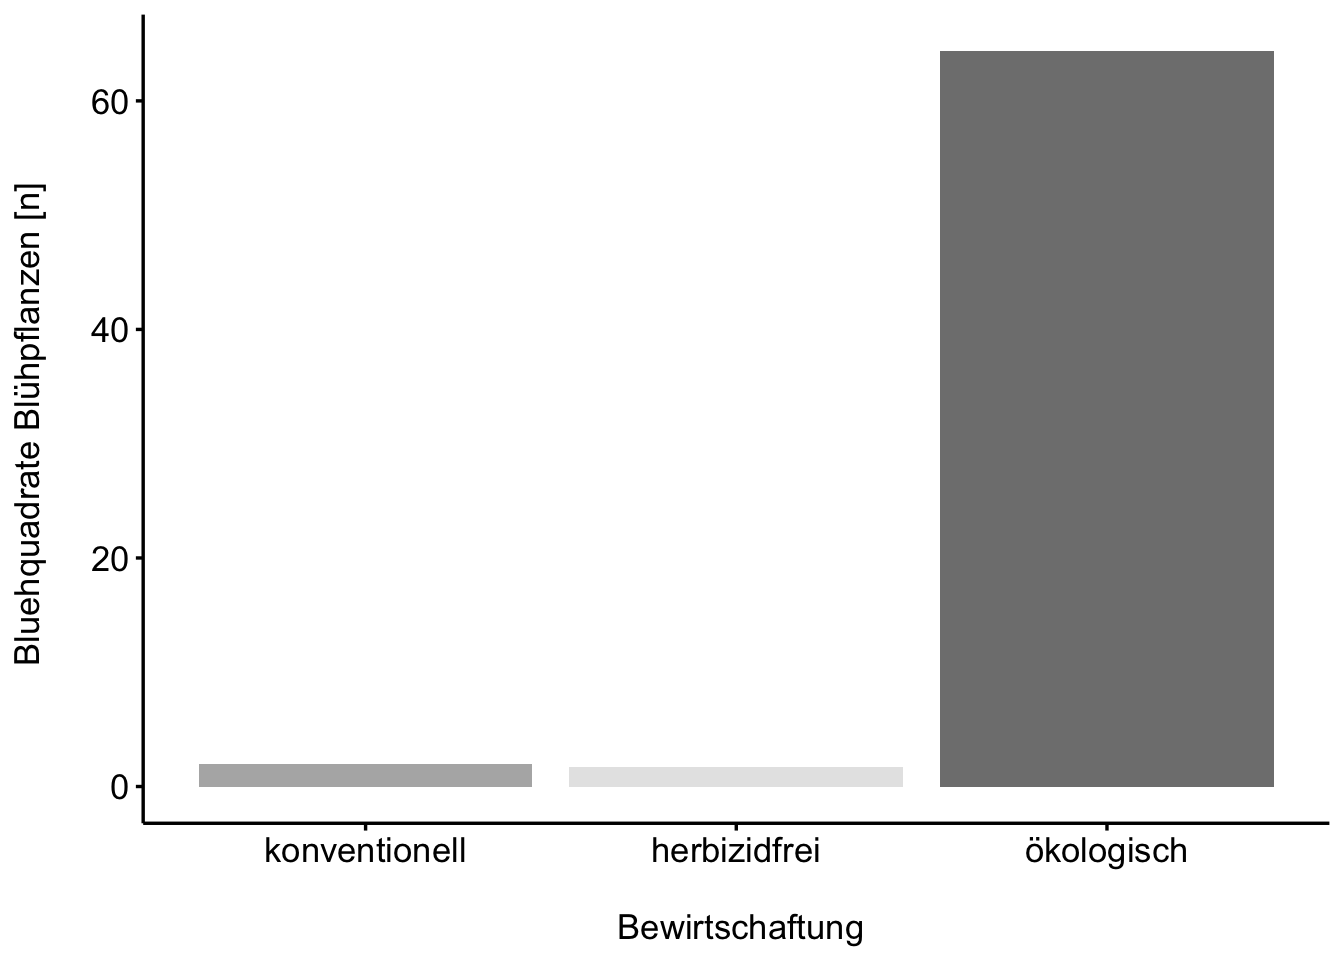 Bluehquadrate Blühpflanzen [n]
60
40
20
0
konventionell
herbizidfrei
ökologisch
Bewirtschaftung